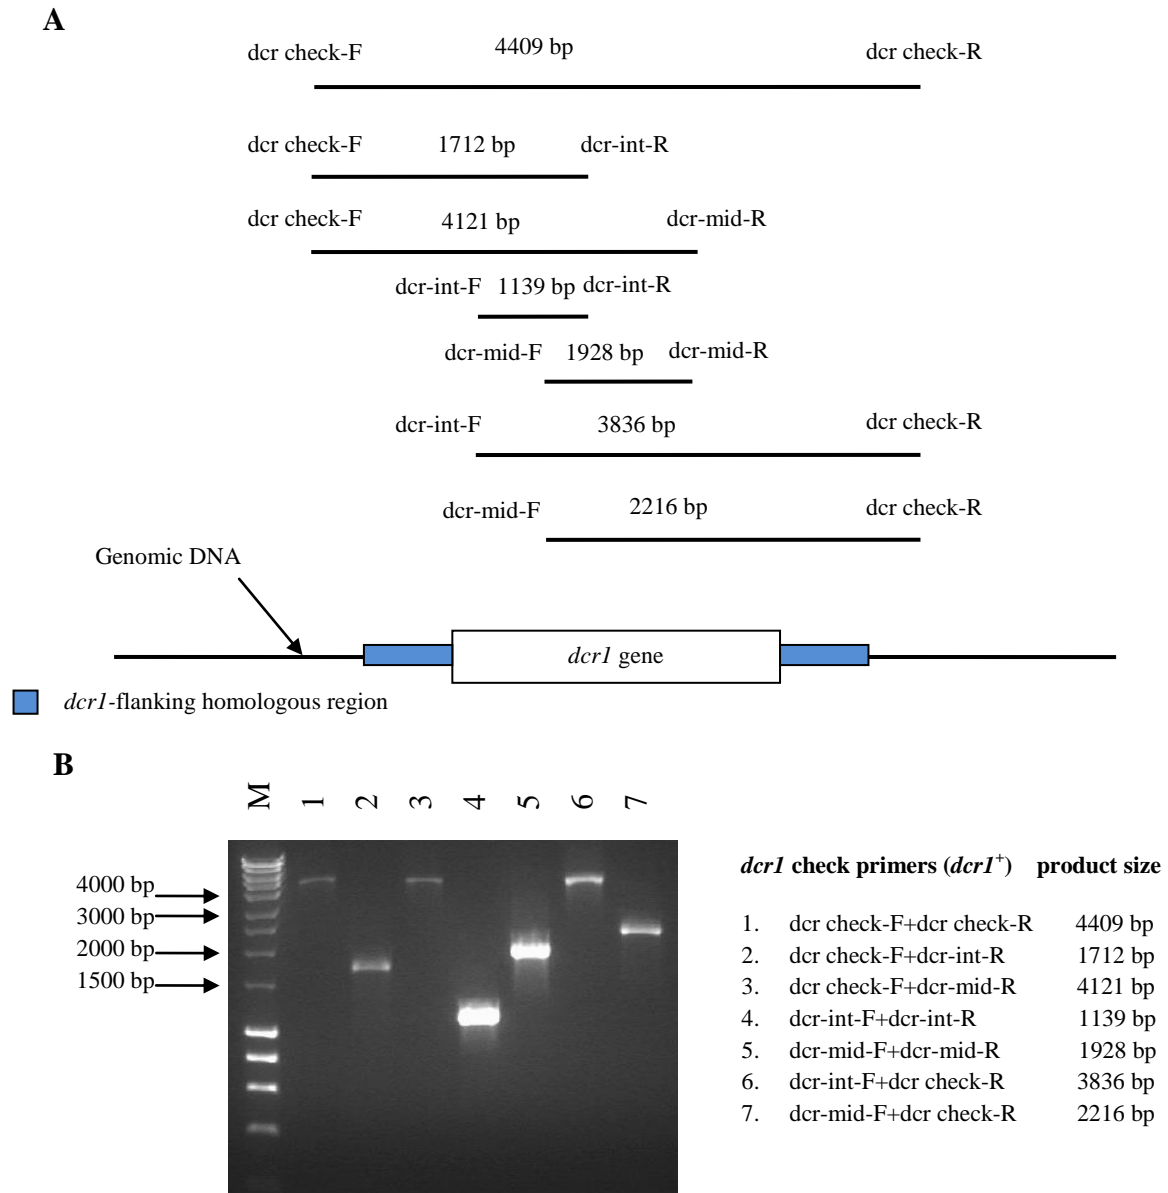 A
dcr check-F 4409 bp dcr check-R
dcr check-F 1712 bp dcr-int-R
dcr check-F 4121 bp dcr-mid-R
dcr-int-F 1139 bp dcr-int-R
dcr-mid-F 1928 bp dcr-mid-R
dcr-int-F 3836 bp dcr check-R
dcr-mid-F 2216 bp dcr check-R
Genomic DNA
dcr1 gene
dcr1-flanking homologous region
B
M 1 2 3 4 5 6 7
4000 bp
3000 bp
2000 bp
1500 bp
dcr1 check primers (dcr1+) product size
1. dcr check-F+dcr check-R 4409 bp
2. dcr check-F+dcr-int-R 1712 bp
3. dcr check-F+dcr-mid-R 4121 bp
4. dcr-int-F+dcr-int-R 1139 bp
5. dcr-mid-F+dcr-mid-R 1928 bp
6. dcr-int-F+dcr check-R 3836 bp
7. dcr-mid-F+dcr check-R 2216 bp